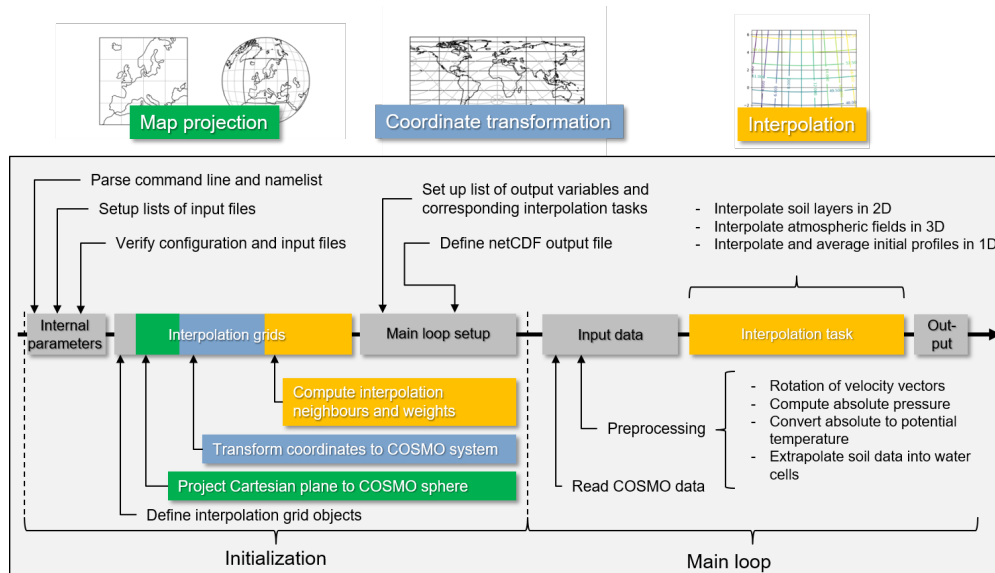 Map projection
Coordinate transformation
Interpolation
Parse command line and namelist
Setup lists of input files
Verify configuration and input files
Set up list of output variables and
corresponding interpolation tasks
Define netCDF output file
- Interpolate soil layers in 2D
- Interpolate atmospheric fields in 3D
- Interpolate and average initial profiles in 1D
Internal
parameters
Interpolation grids
Main loop setup
Input data
Interpolation task
Out-
put
Compute interpolation
neighbours and weights
Transform coordinates to COSMO system
Project Cartesian plane to COSMO sphere
Define interpolation grid objects
Preprocessing
Read COSMO data
- Rotation of velocity vectors
- Compute absolute pressure
- Convert absolute to potential
temperature
- Extrapolate soil data into water
cells
Initialization
Main loop